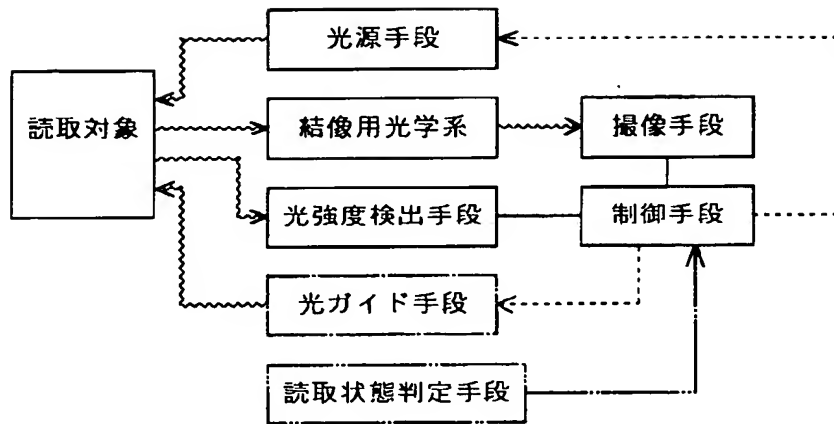 光源手段
読取対象
結像用光学系
撮像手段
光強度検出手段
制御手段
光ガイド手段
読取状態判定手段